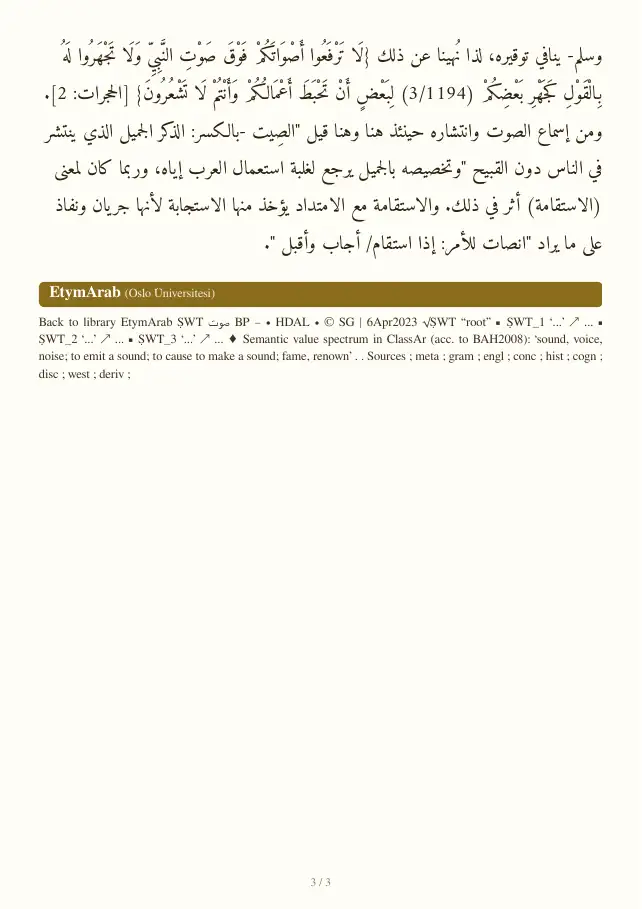 وسلم- ينافي توقيره، لذا نُهينا عن ذلك {لَا تَرْفَعُوا أَصْوَاتَكُمْ فَوْقَ صَوْتِ النَّبِيِّ وَلَا تَجْهَرُوا لَهُ
بِالْقَوْلِ كَجَهْرِ بَعْضِكُمْ (3/1194) لِبَعْضٍ أَنْ تَحْبَطَ أَعْمَالُكُمْ وَأَنْتُمْ لَا تَشْعُرُونَ} [الحجرات: 2].
ومن إسماع الصوت وانتشاره حينئذ هنا وهنا قيل "الصِيت -بالكسر: الذكر الجميل الذي ينتشر
في الناس دون القبيح "وتخصيصه بالجميل يرجع لغلبة استعمال العرب إياه، وربما كان لمعنى
(الاستقامة) أثر في ذلك. والاستقامة مع الامتداد يؤخذ منها الاستجابة لأنها جريان ونفاذ
على ما يراد "انصات للأمر: إذا استقام/ أجاب وأقبل ".
EtymArab (Oslo Üniversitesi)
Back to library EtymArab ṢWT صوت BP – • HDAL • © SG | 6Apr2023 √ṢWT “root” ▪ ṢWT_1 ‘...’ ↗ ... ▪
ṢWT_2 ‘...’ ↗ ... ▪ ṢWT_3 ‘...’ ↗ ... ♦ Semantic value spectrum in ClassAr (acc. to BAH2008): ‘sound, voice,
noise; to emit a sound; to cause to make a sound; fame, renown’ . . Sources ; meta ; gram ; engl ; conc ; hist ; cogn ;
disc ; west ; deriv ;
3 / 3